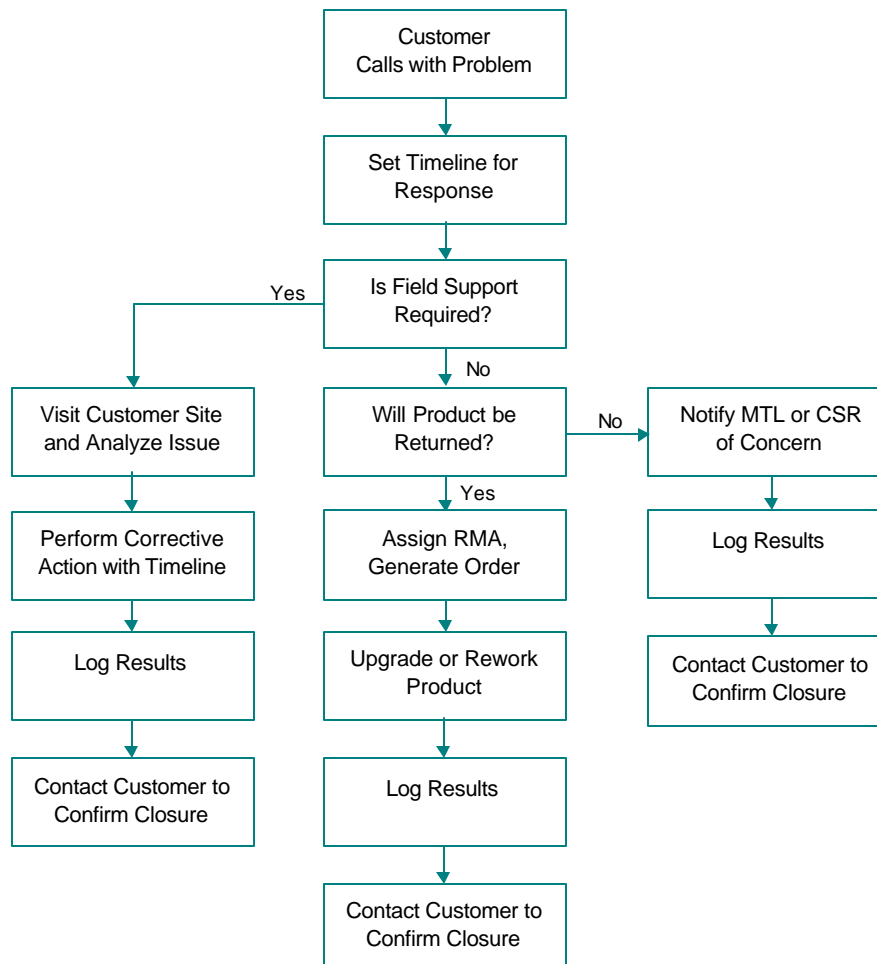 Customer
Calls with Problem
Set Timeline for
Response
Is Field Support
Required?
Yes
No
Visit Customer Site
and Analyze Issue
Will Product be
Returned?
No
Notify MTL or CSR
of Concern
Yes
Perform Corrective
Action with Timeline
Assign RMA,
Generate Order
Log Results
Log Results
Upgrade or Rework
Product
Contact Customer to
Confirm Closure
Contact Customer to
Confirm Closure
Log Results
Contact Customer to
Confirm Closure